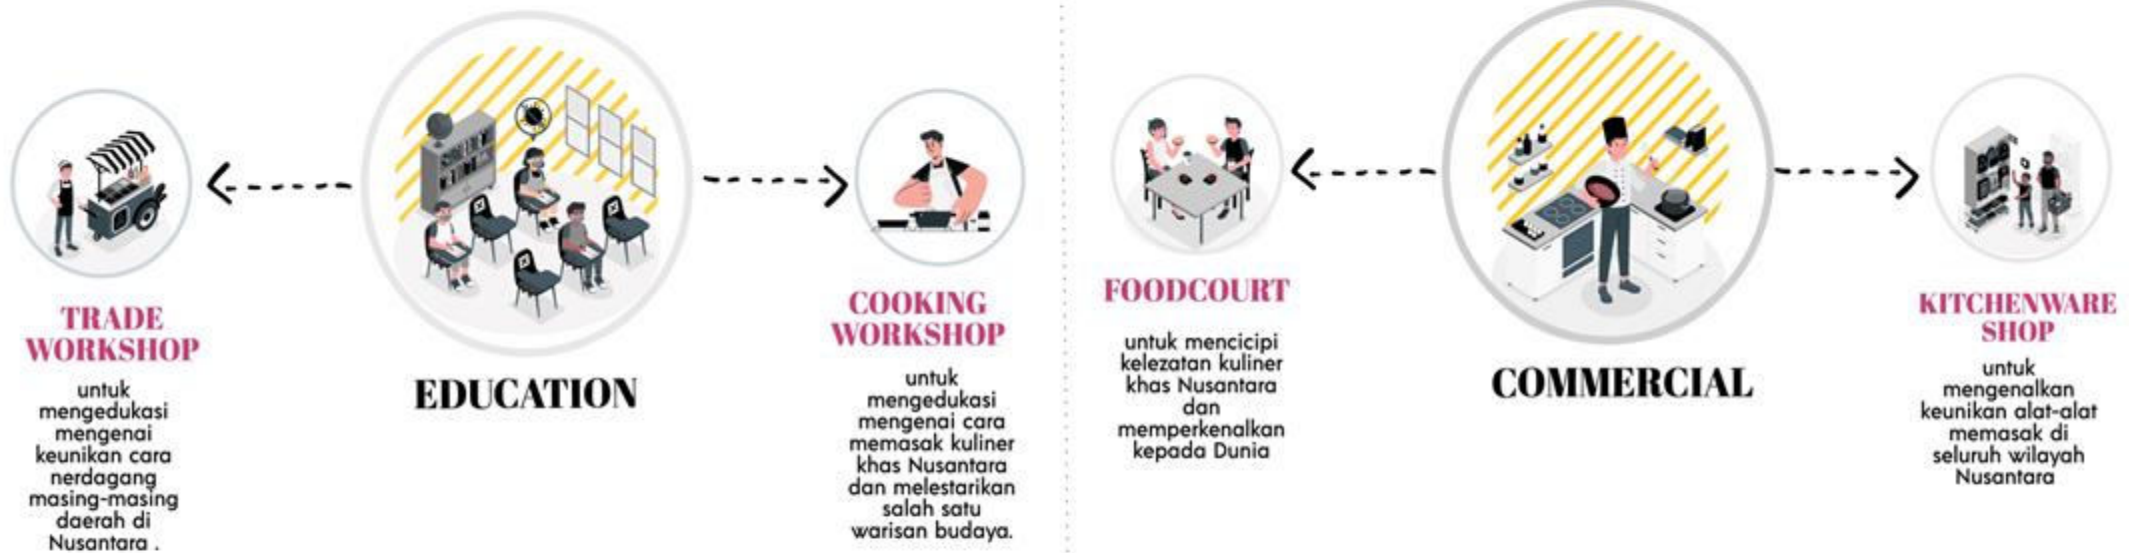 TRADE
WORKSHOP
untuk
mengedukasi
mengenai
keunikan cara
nerdagang
masing-masing
daerah di
Nusantara .
EDUCATION
COOKING
WORKSHOP
untuk
mengedukasi
mengenai cara
memasak kuliner
khas Nusantara
dan melestarikan
salah satu
warisan budaya.
FOODCOURT
untuk mencicipi
kelezatan kuliner
khas Nusantara
dan
memperkenalkan
kepada Dunia
COMMERCIAL
KITCHENWARE
SHOP
untuk
mengenalkan
keunikan alat-alat
memasak di
seluruh wilayah
Nusantara